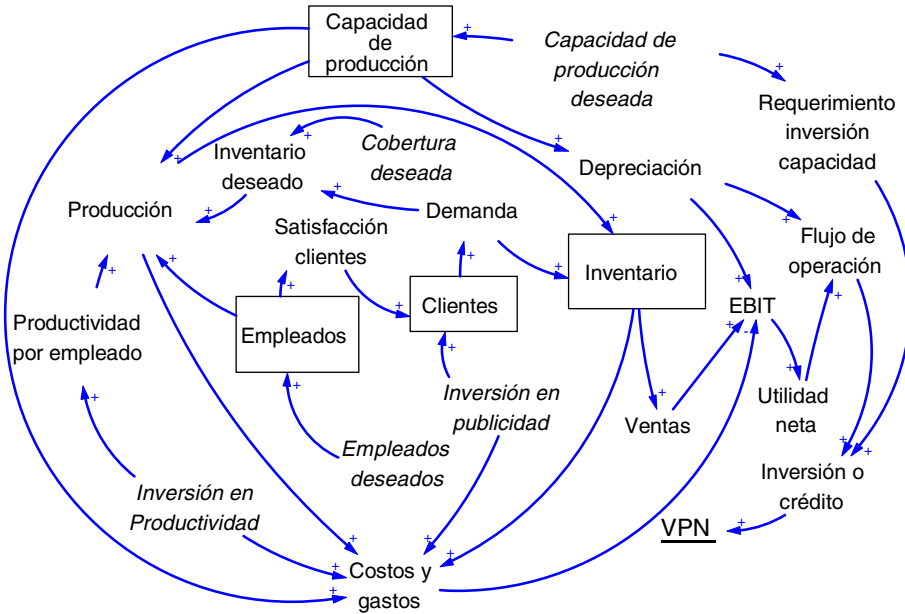 Capacidad
de
producción
Capacidad de
producción
deseada
Requerimiento
inversión
capacidad
Inventario
deseado
Cobertura
deseada
Depreciación
Producción
Satisfacción
clientes
Demanda
Flujo de
operación
Inventario
Clientes
EBIT
Empleados
Productividad
por empleado
Inversión en
publicidad
Ventas
Utilidad
neta
Empleados
deseados
Inversión o
crédito
Inversión en
Productividad
VPN
Costos y
gastos